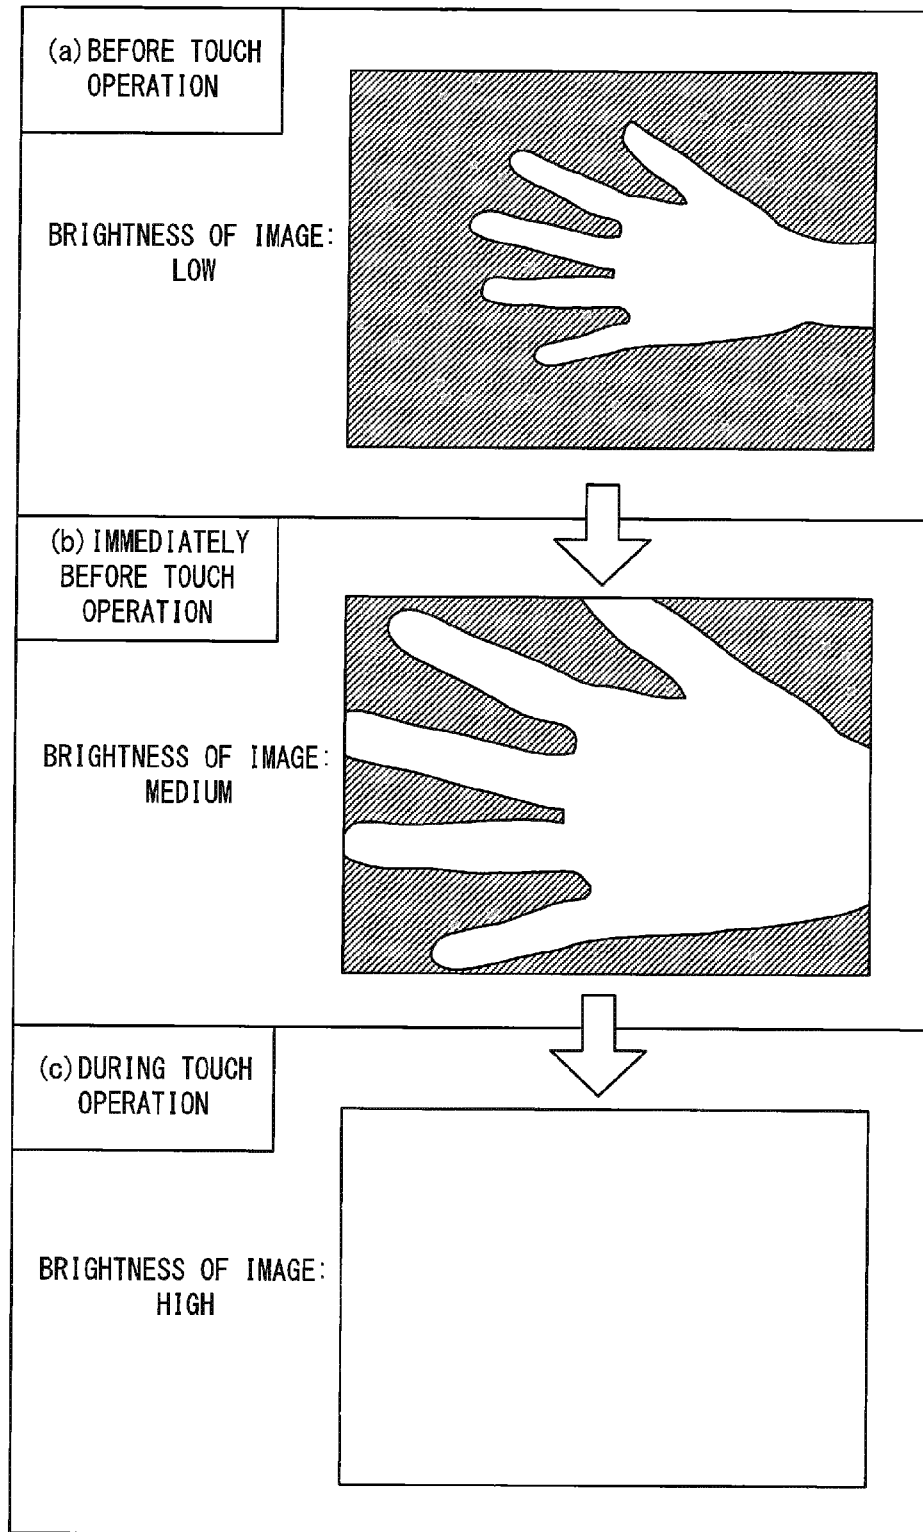 (a)BEFORE TOUCH
OPERATION
BRIGHTNESS OF IMAGE:
LOW
(b)IMMEDIATELY
BEFORE TOUCH
OPERATION
BRIGHTNESS OF IMAGE:
MEDIUM
(c)DURING TOUCH
OPERATION
BRIGHTNESS OF IMAGE:
HIGH